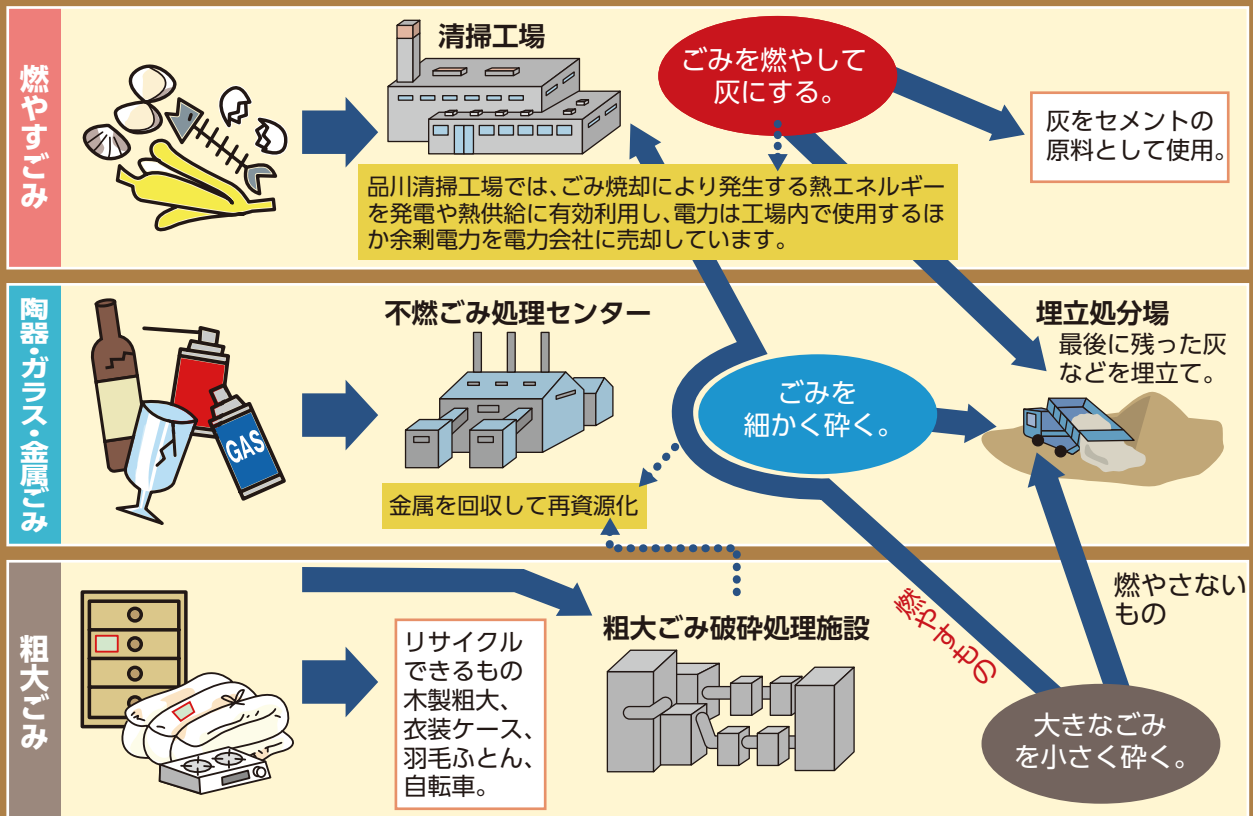 燃やすごみ
清掃工場
ごみを燃やして
灰にする。
灰をセメントの
原料として使用。
品川清掃工場では、ごみ焼却により発生する熱エネルギー
を発電や熱供給に有効利用し、電力は工場内で使用するほ
か余剰電力を電力会社に売却しています。
陶器・ガラス・金属ごみ
GAS
不燃ごみ処理センター
ごみを
細かく砕く。
埋立処分場
最後に残った灰
などを埋立て。
金属を回収して再資源化
粗大ごみ
リサイクル
できるもの
木製粗大、
衣装ケース、
羽毛ふとん、
自転車。
粗大ごみ破砕処理施設
燃やすもの
燃やさない
もの
大きなごみ
を小さく砕く。